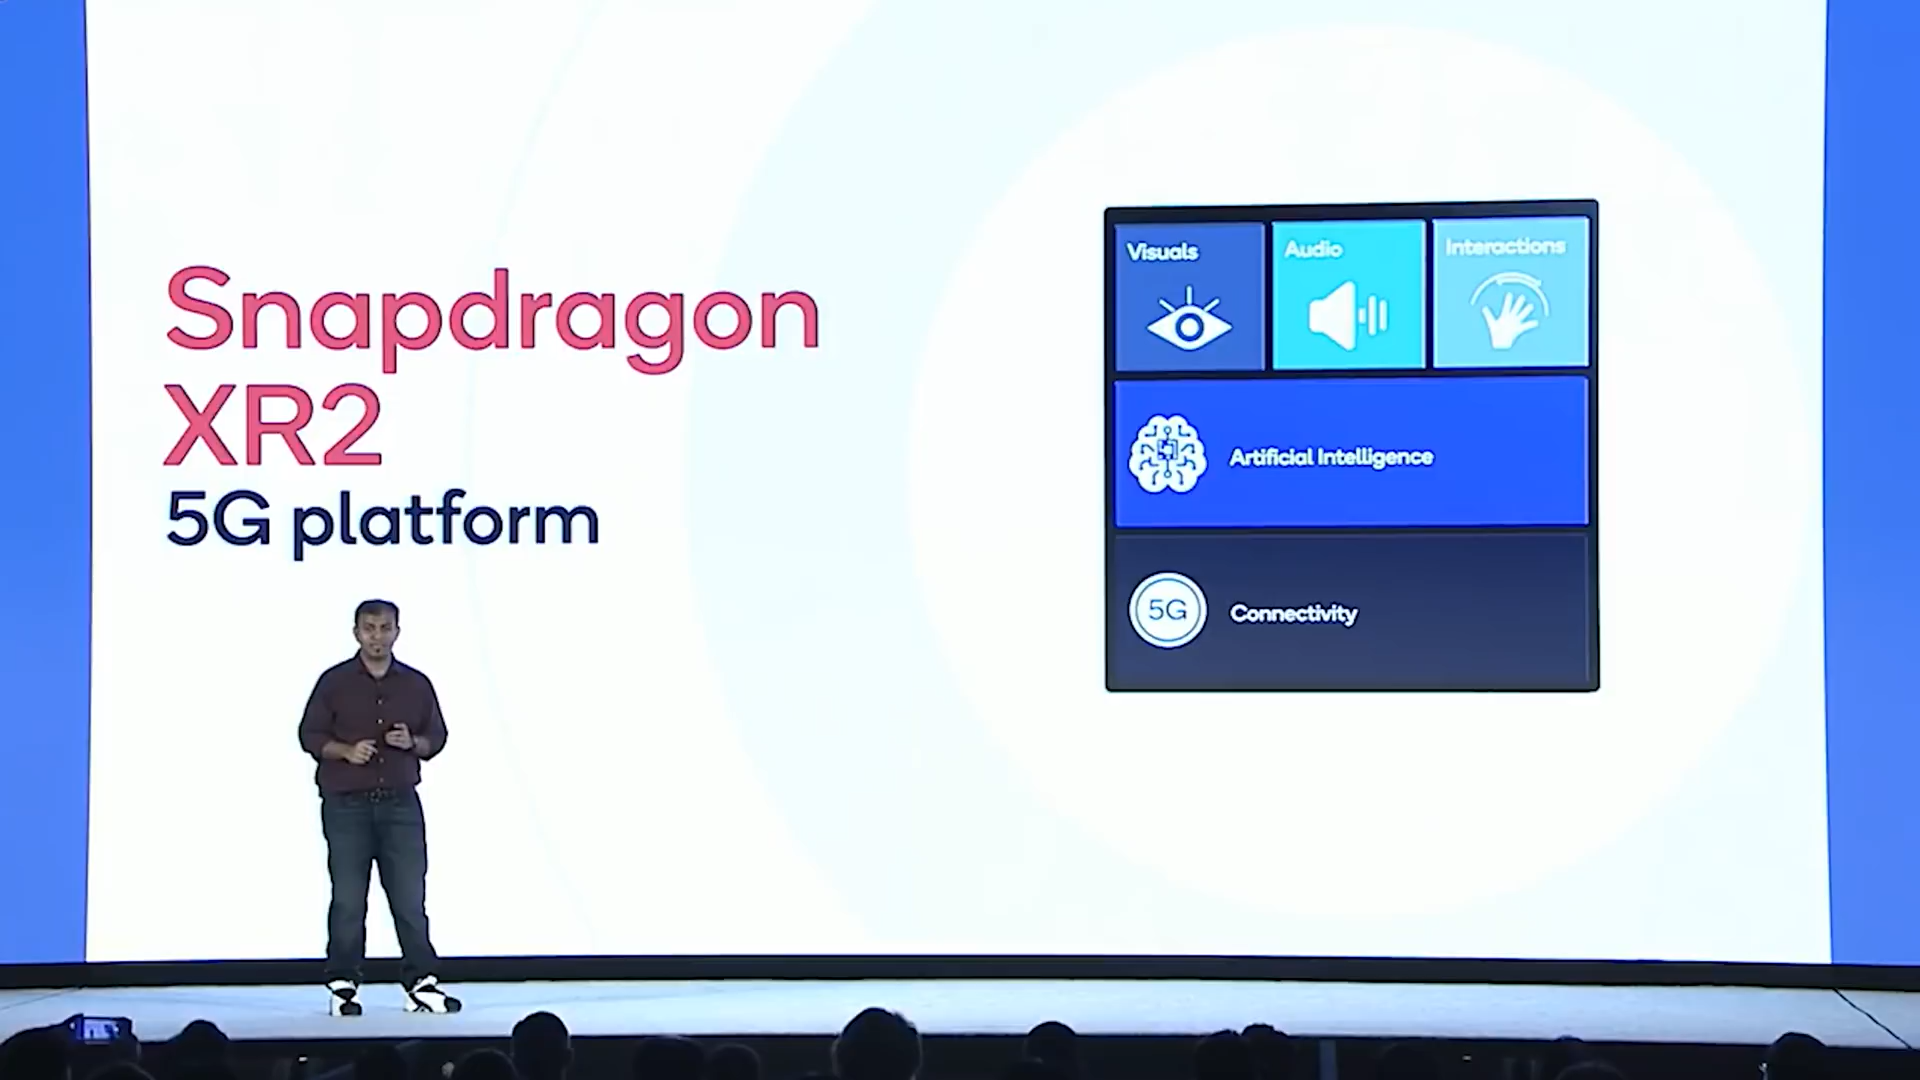 Snapdragon
XR2
5G platform
Visuals
Audio
Interactions
Artificial Intelligence
5G
Connectivity